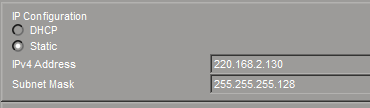 IP Configuration
DHCP
Static
IPv4 Address 220.168.2.130
Subnet Mask 255.255.255.128